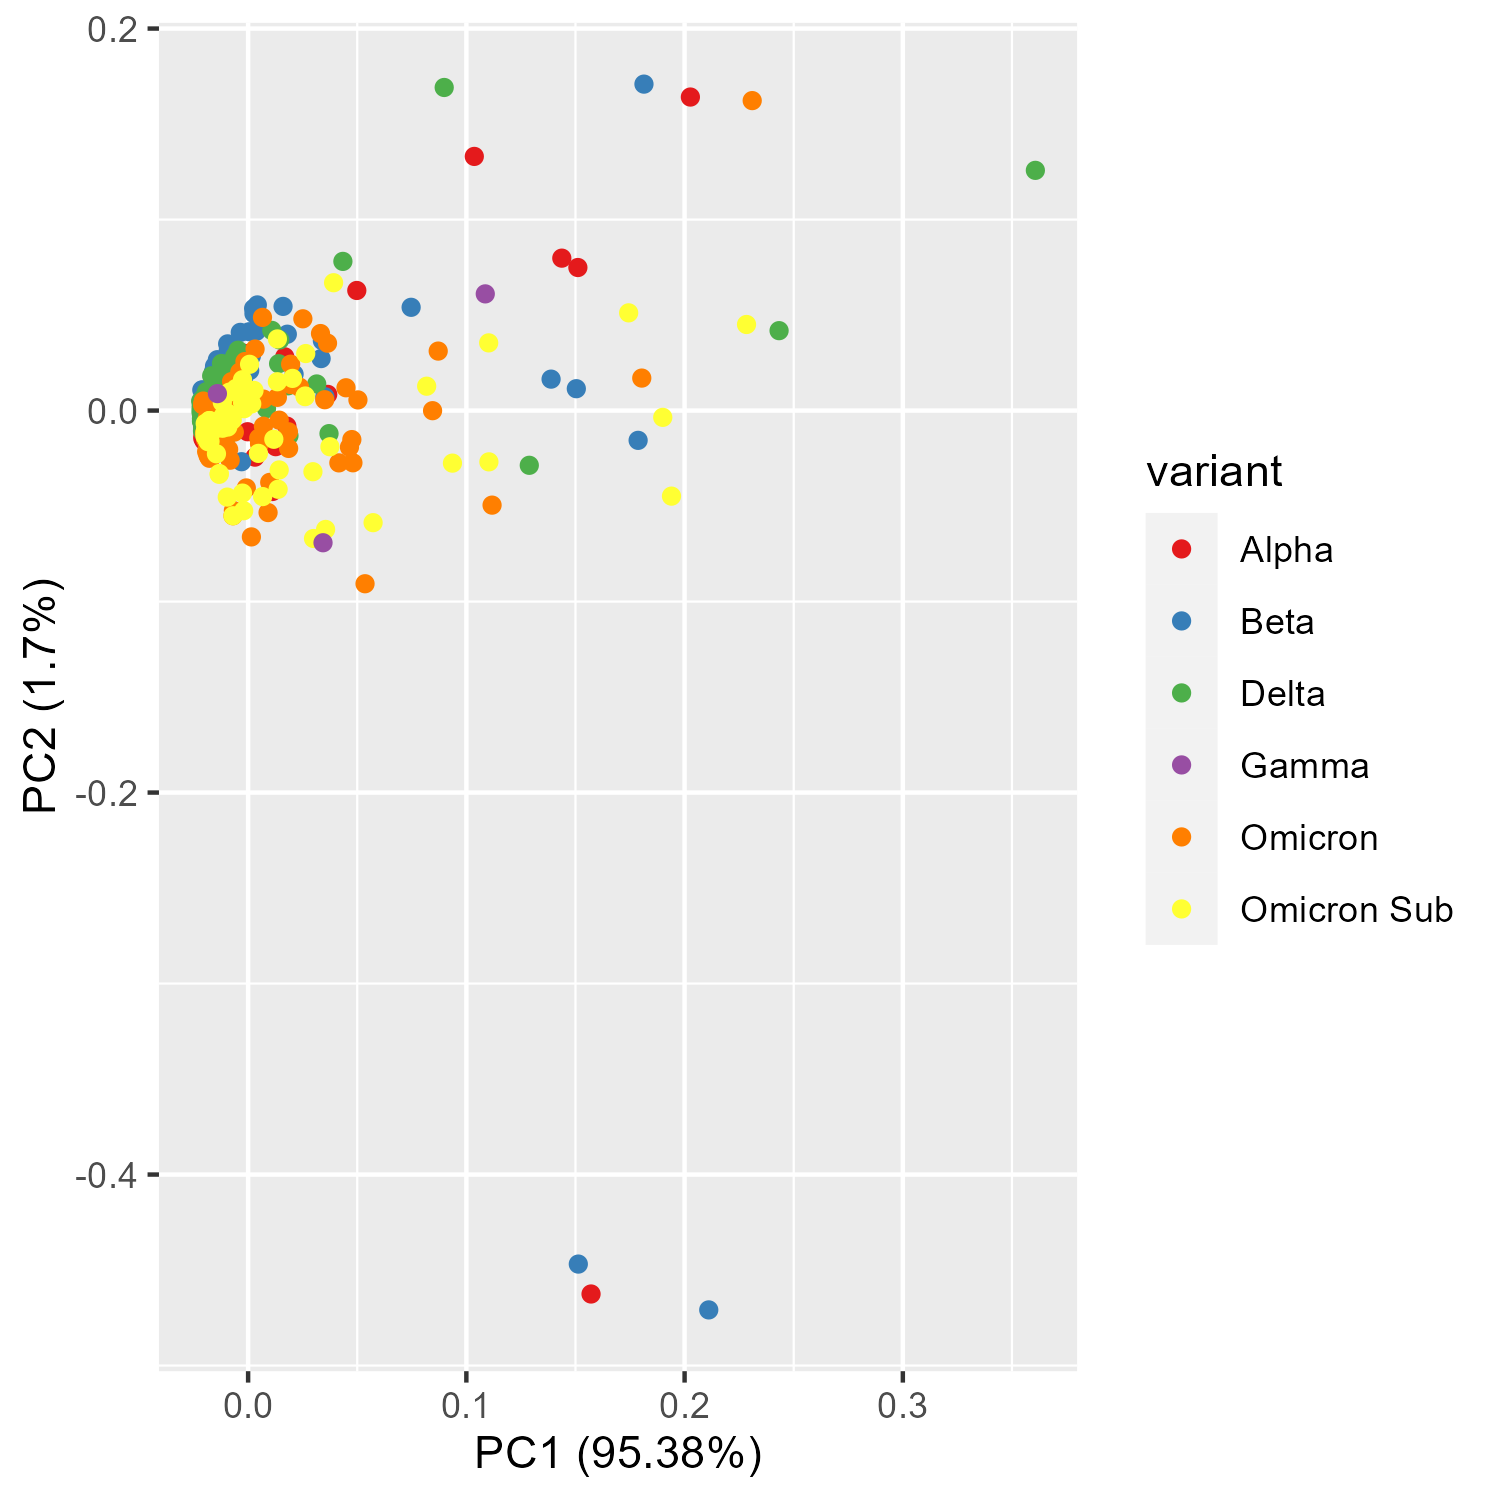 0.2
0.0
-0.2
-0.4
PC2 (1.7%)
0.0 0.1 0.2 0.3
PC1 (95.38%)
variant
Alpha
Beta
Delta
Gamma
Omicron
Omicron Sub